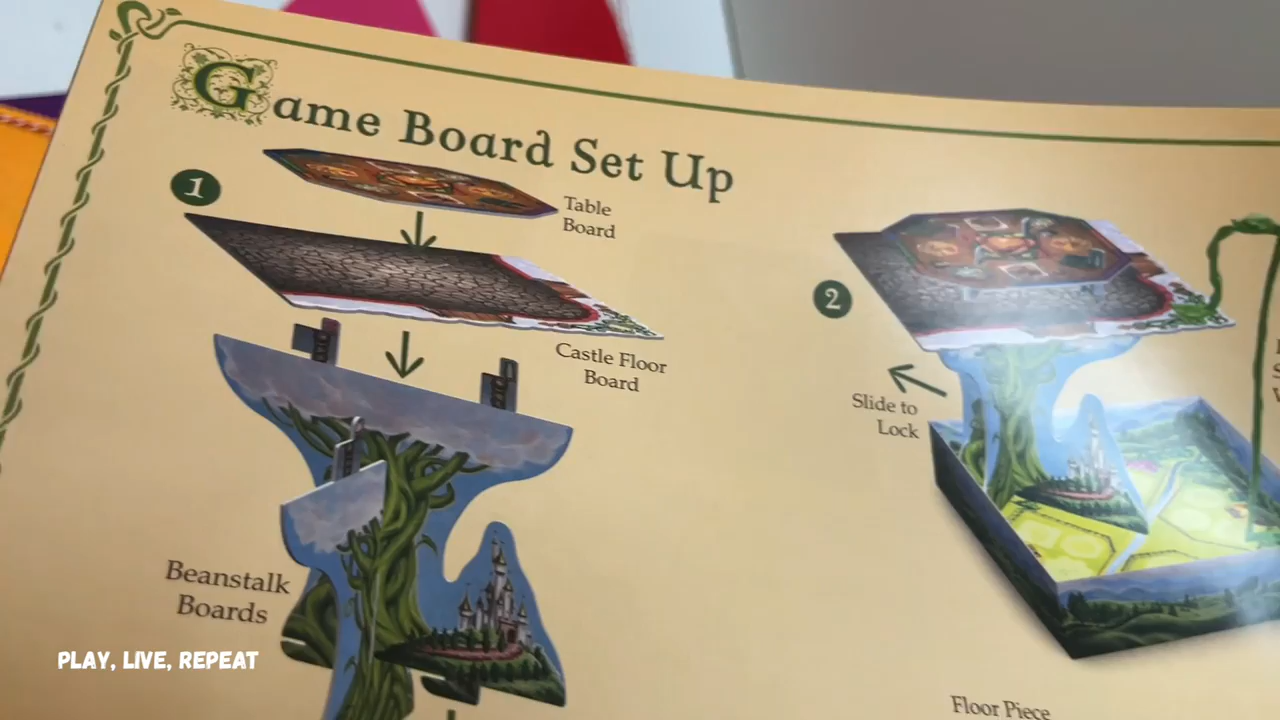 Game Board Set Up
1
Table
Board
Castle Floor
Board
Beanstalk
Boards
2
Slide to
Lock
Floor Piece
PLAY, LIVE, REPEAT